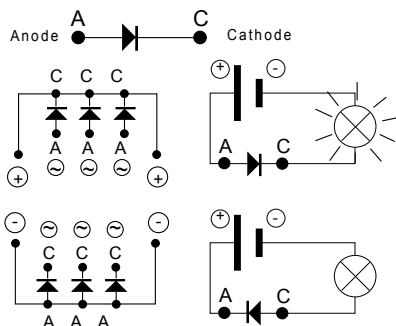 Anode A C Cathode
C C C
A A A
~ ~ ~
+ +
+ -
A C
- ~ ~ ~ -
C C C
A A A
+ -
A C